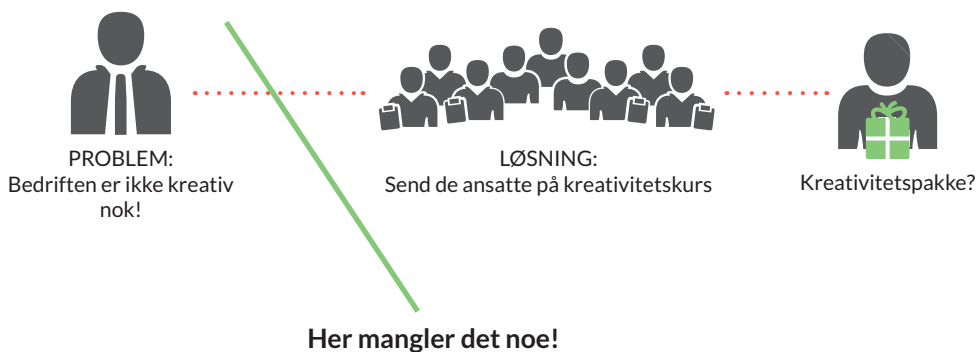 PROBLEM:
Bedriften er ikke kreativ
nok!
LØSNING:
Send de ansatte på kreativitetskurs
Kreativitetspakke?
Her mangler det noe!